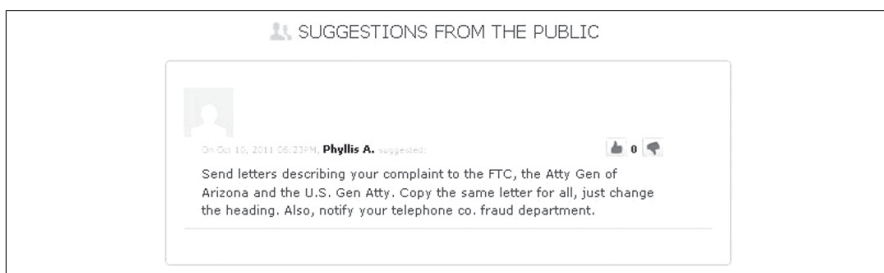 SUGGESTIONS FROM THE PUBLIC
On Oct 10, 2011 06:23PM, Phyllis A. suggested:
0
Send letters describing your complaint to the FTC, the Atty Gen of
Arizona and the U.S. Gen Atty. Copy the same letter for all, just change
the heading. Also, notify your telephone co. fraud department.